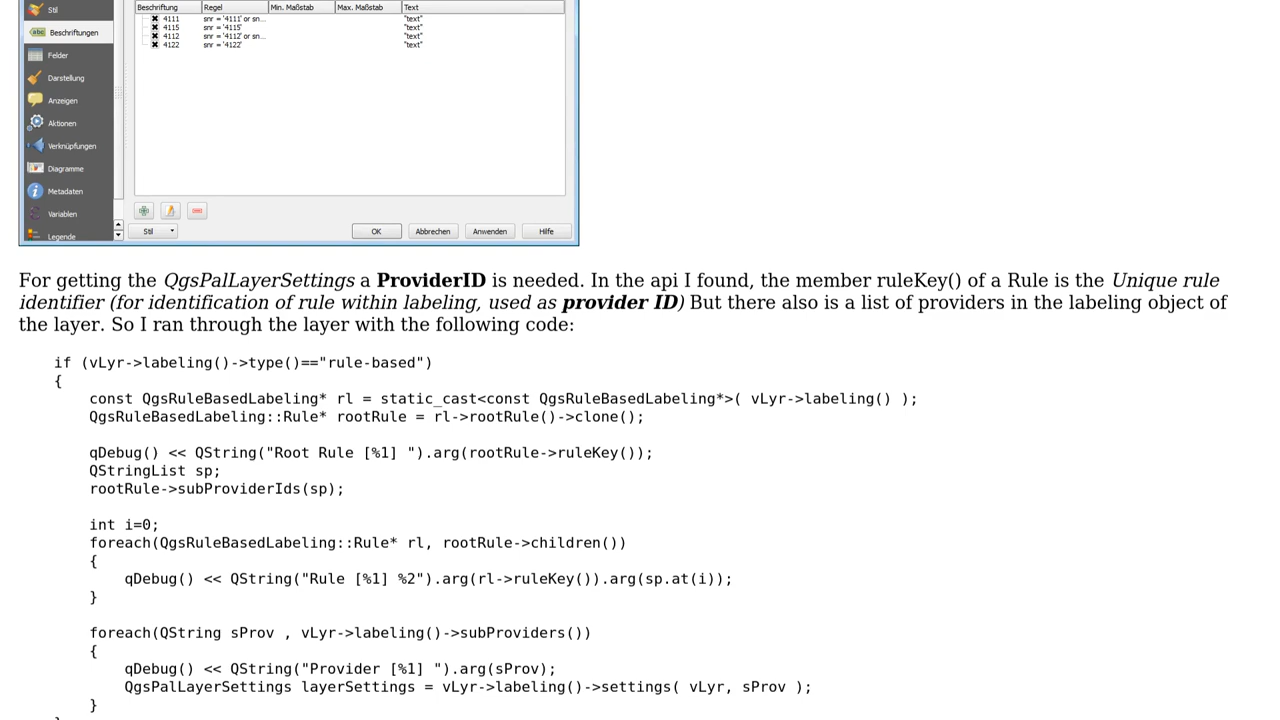 Stil
Beschriftungen
Felder
Darstellung
Anzeigen
Aktionen
Verknüpfungen
Diagramme
Metadaten
Variablen
Legende
Beschriftung Regel Min. Maßstab Max. Maßstab Text
4111 snr = '4111' or sn... "text"
4115 snr = '4115' "text"
4112 snr = '4112' or sn... "text"
4122 snr = '4122' "text"
Stil OK Abbrechen Anwenden Hilfe
For getting the QgsPalLayerSettings a ProviderID is needed. In the api I found, the member ruleKey() of a Rule is the Unique rule
identifier (for identification of rule within labeling, used as provider ID) But there also is a list of providers in the labeling object of
the layer. So I ran through the layer with the following code:
if (vLyr->labeling()->type()=="rule-based")
{
const QgsRuleBasedLabeling* rl = static_cast<const QgsRuleBasedLabeling*>( vLyr->labeling() );
QgsRuleBasedLabeling::Rule* rootRule = rl->rootRule()->clone();
qDebug() << QString("Root Rule [%1] ").arg(rootRule->ruleKey());
QStringList sp;
rootRule->subProviderIds(sp);
int i=0;
foreach(QgsRuleBasedLabeling::Rule* rl, rootRule->children())
{
qDebug() << QString("Rule [%1] %2").arg(rl->ruleKey()).arg(sp.at(i));
}
foreach(QString sProv , vLyr->labeling()->subProviders())
{
qDebug() << QString("Provider [%1] ").arg(sProv);
QgsPalLayerSettings layerSettings = vLyr->labeling()->settings( vLyr, sProv );
}